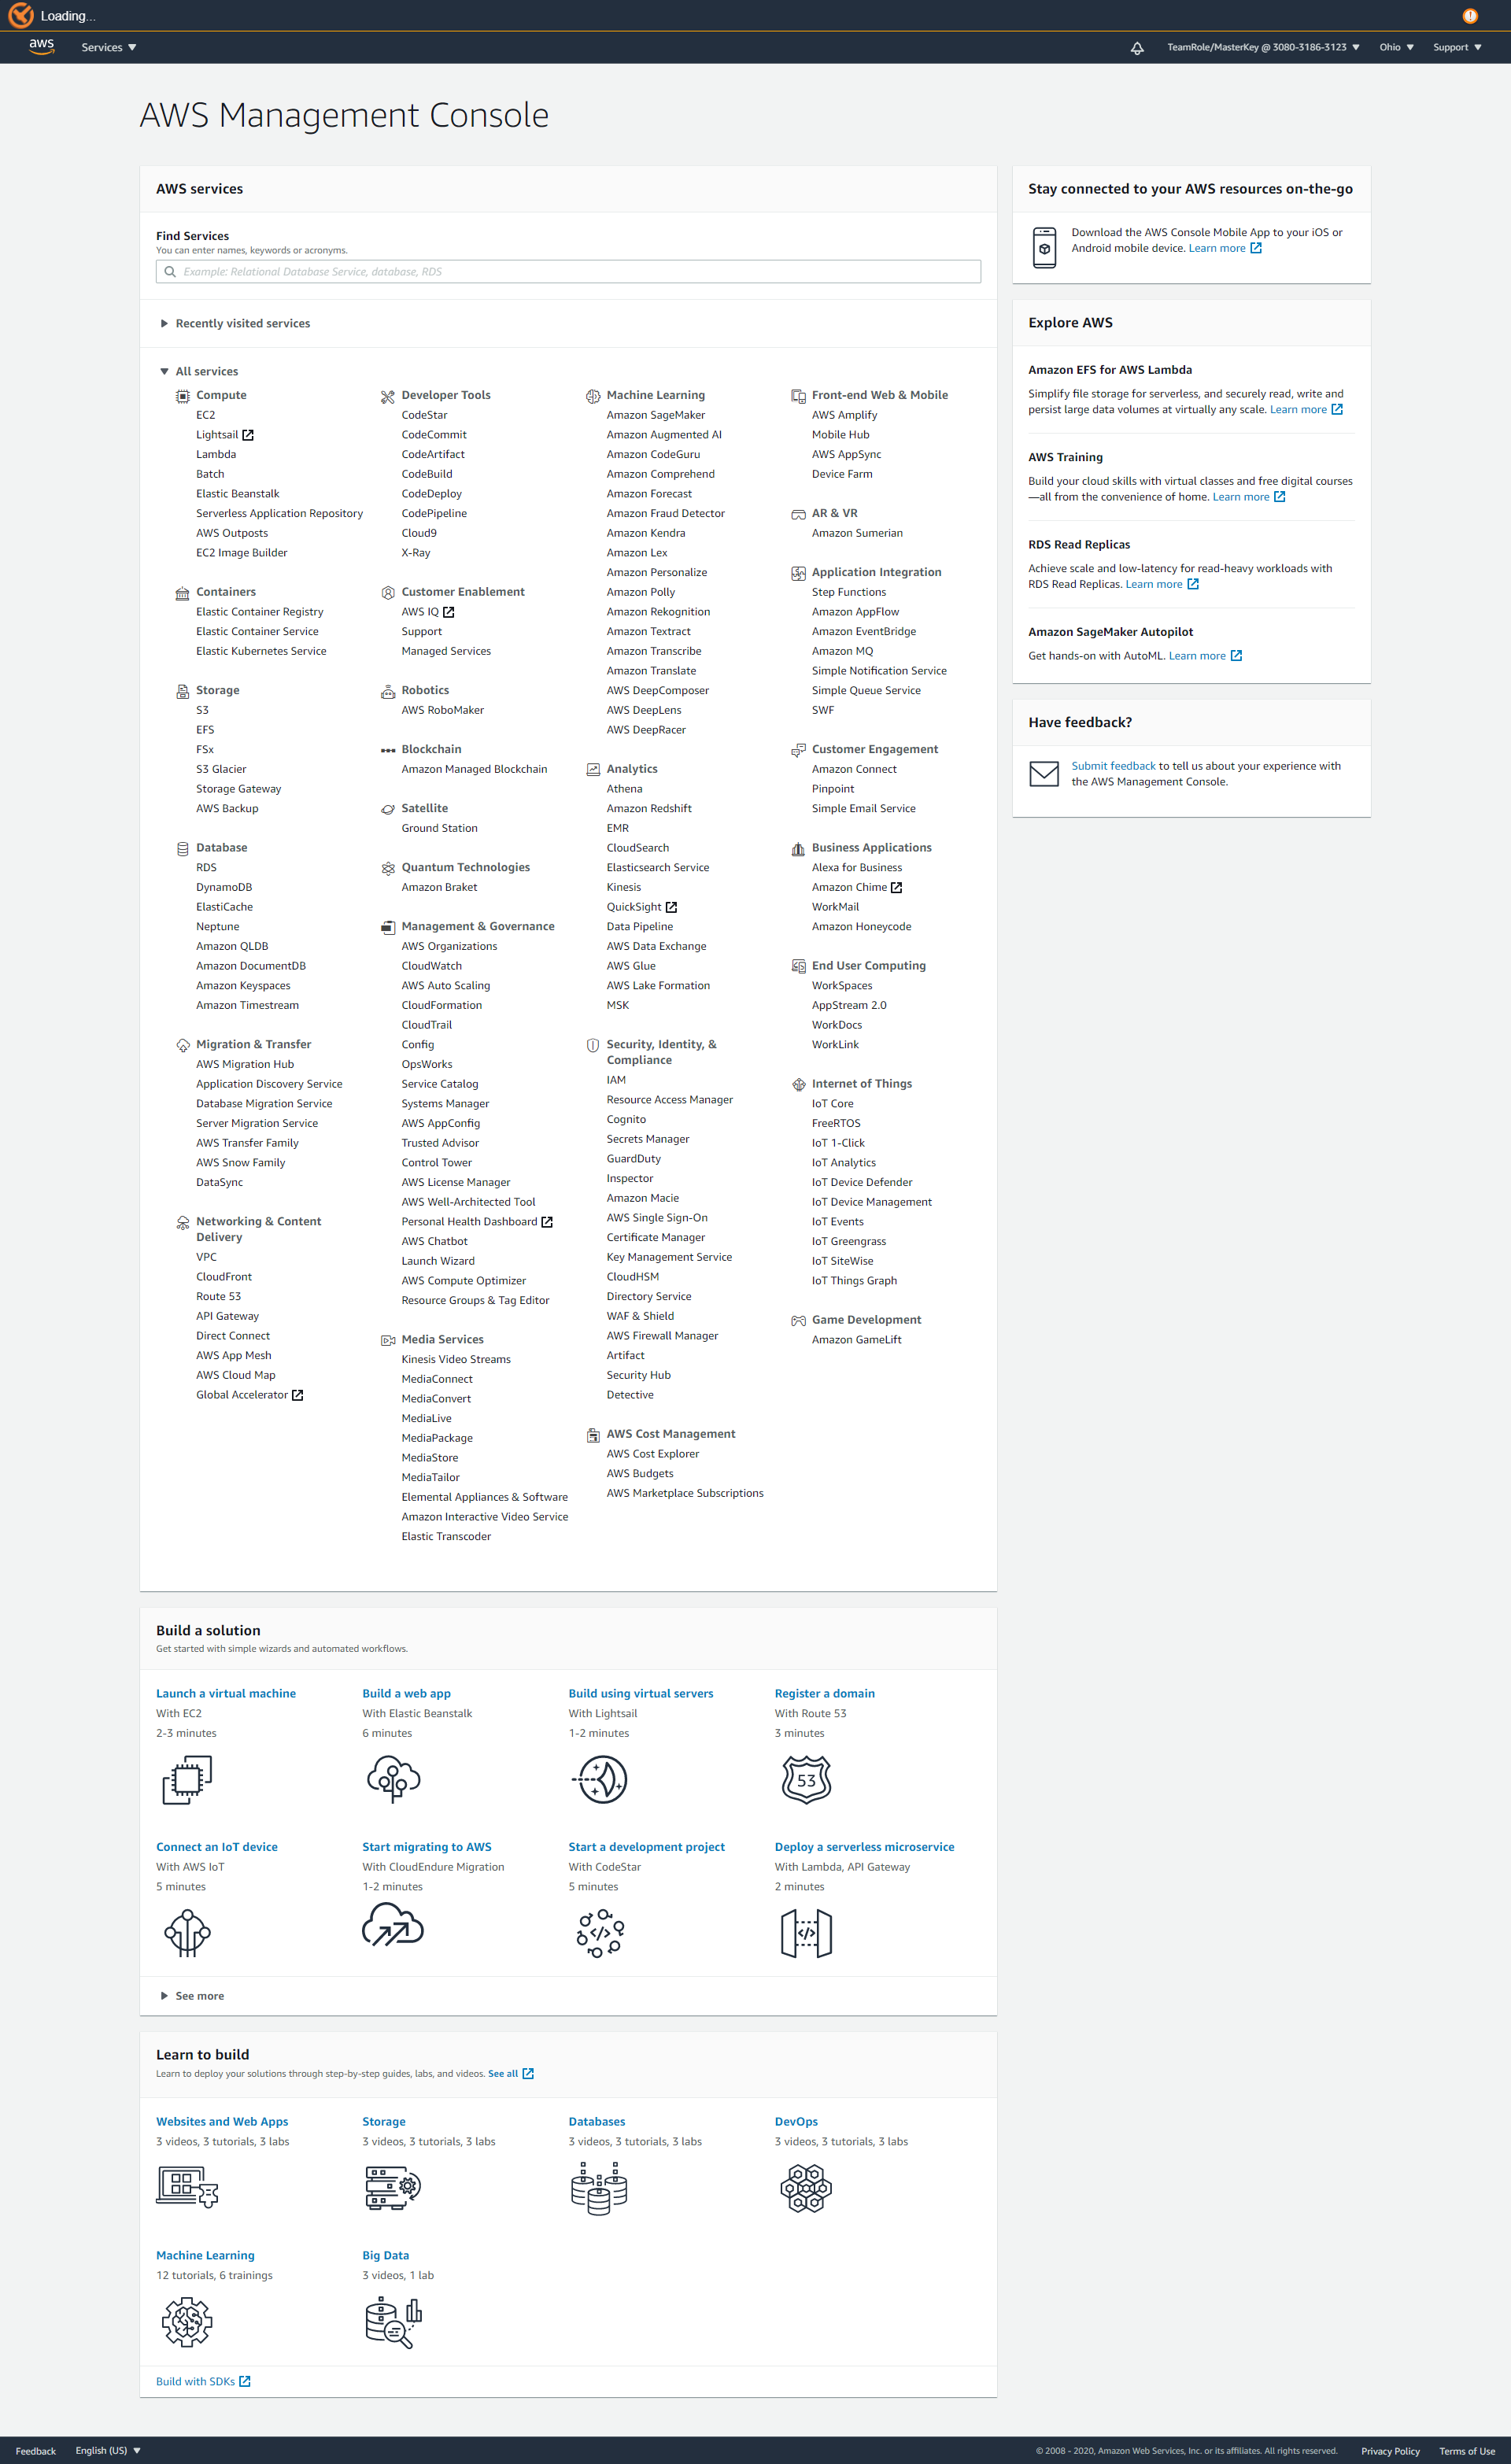 Loading...
aws
Services
TeamRole/MasterKey @ 3080-3186-3123
Ohio
Support
AWS Management Console
AWS services
Find Services
You can enter names, keywords or acronyms.
Example: Relational Database Service, database, RDS
Recently visited services
All services
Compute
EC2
Lightsail
Lambda
Batch
Elastic Beanstalk
Serverless Application Repository
AWS Outposts
EC2 Image Builder
Containers
Elastic Container Registry
Elastic Container Service
Elastic Kubernetes Service
Storage
S3
EFS
FSx
S3 Glacier
Storage Gateway
AWS Backup
Database
RDS
DynamoDB
ElastiCache
Neptune
Amazon QLDB
Amazon DocumentDB
Amazon Keyspaces
Amazon Timestream
Migration & Transfer
AWS Migration Hub
Application Discovery Service
Database Migration Service
Server Migration Service
AWS Transfer Family
AWS Snow Family
DataSync
Networking & Content
Delivery
VPC
CloudFront
Route 53
API Gateway
Direct Connect
AWS App Mesh
AWS Cloud Map
Global Accelerator
Developer Tools
CodeStar
CodeCommit
CodeArtifact
CodeBuild
CodeDeploy
CodePipeline
Cloud9
X-Ray
Customer Enablement
AWS IQ
Support
Managed Services
Robotics
AWS RoboMaker
Blockchain
Amazon Managed Blockchain
Satellite
Ground Station
Quantum Technologies
Amazon Braket
Management & Governance
AWS Organizations
CloudWatch
AWS Auto Scaling
CloudFormation
CloudTrail
Config
OpsWorks
Service Catalog
Systems Manager
AWS AppConfig
Trusted Advisor
Control Tower
AWS License Manager
AWS Well-Architected Tool
Personal Health Dashboard
AWS Chatbot
Launch Wizard
AWS Compute Optimizer
Resource Groups & Tag Editor
Media Services
Kinesis Video Streams
MediaConnect
MediaConvert
MediaLive
MediaPackage
MediaStore
MediaTailor
Elemental Appliances & Software
Amazon Interactive Video Service
Elastic Transcoder
Machine Learning
Amazon SageMaker
Amazon Augmented AI
Amazon CodeGuru
Amazon Comprehend
Amazon Forecast
Amazon Fraud Detector
Amazon Kendra
Amazon Lex
Amazon Personalize
Amazon Polly
Amazon Rekognition
Amazon Textract
Amazon Transcribe
Amazon Translate
AWS DeepComposer
AWS DeepLens
AWS DeepRacer
Analytics
Athena
Amazon Redshift
EMR
CloudSearch
Elasticsearch Service
Kinesis
QuickSight
Data Pipeline
AWS Data Exchange
AWS Glue
AWS Lake Formation
MSK
Security, Identity, &
Compliance
IAM
Resource Access Manager
Cognito
Secrets Manager
GuardDuty
Inspector
Amazon Macie
AWS Single Sign-On
Certificate Manager
Key Management Service
CloudHSM
Directory Service
WAF & Shield
AWS Firewall Manager
Artifact
Security Hub
Detective
AWS Cost Management
AWS Cost Explorer
AWS Budgets
AWS Marketplace Subscriptions
Front-end Web & Mobile
AWS Amplify
Mobile Hub
AWS AppSync
Device Farm
AR & VR
Amazon Sumerian
Application Integration
Step Functions
Amazon AppFlow
Amazon EventBridge
Amazon MQ
Simple Notification Service
Simple Queue Service
SWF
Customer Engagement
Amazon Connect
Pinpoint
Simple Email Service
Business Applications
Alexa for Business
Amazon Chime
WorkMail
Amazon Honeycode
End User Computing
WorkSpaces
AppStream 2.0
WorkDocs
WorkLink
Internet of Things
IoT Core
FreeRTOS
IoT 1-Click
IoT Analytics
IoT Device Defender
IoT Device Management
IoT Events
IoT Greengrass
IoT SiteWise
IoT Things Graph
Game Development
Amazon GameLift
Stay connected to your AWS resources on-the-go
Download the AWS Console Mobile App to your iOS or
Android mobile device. Learn more
Explore AWS
Amazon EFS for AWS Lambda
Simplify file storage for serverless, and securely read, write and
persist large data volumes at virtually any scale. Learn more
AWS Training
Build your cloud skills with virtual classes and free digital courses
—all from the convenience of home. Learn more
RDS Read Replicas
Achieve scale and low-latency for read-heavy workloads with
RDS Read Replicas. Learn more
Amazon SageMaker Autopilot
Get hands-on with AutoML. Learn more
Have feedback?
Submit feedback to tell us about your experience with
the AWS Management Console.
Build a solution
Get started with simple wizards and automated workflows.
Launch a virtual machine
With EC2
2-3 minutes
Build a web app
With Elastic Beanstalk
6 minutes
Build using virtual servers
With Lightsail
1-2 minutes
Register a domain
With Route 53
3 minutes
53
Connect an IoT device
With AWS IoT
5 minutes
Start migrating to AWS
With CloudEndure Migration
1-2 minutes
Start a development project
With CodeStar
5 minutes
Deploy a serverless microservice
With Lambda, API Gateway
2 minutes
See more
Learn to build
Learn to deploy your solutions through step-by-step guides, labs, and videos. See all
Websites and Web Apps
3 videos, 3 tutorials, 3 labs
Storage
3 videos, 3 tutorials, 3 labs
Databases
3 videos, 3 tutorials, 3 labs
DevOps
3 videos, 3 tutorials, 3 labs
Machine Learning
12 tutorials, 6 trainings
Big Data
3 videos, 1 lab
Build with SDKs
Feedback
English (US)
© 2008 - 2020, Amazon Web Services, Inc. or its affiliates. All rights reserved.
Privacy Policy
Terms of Use